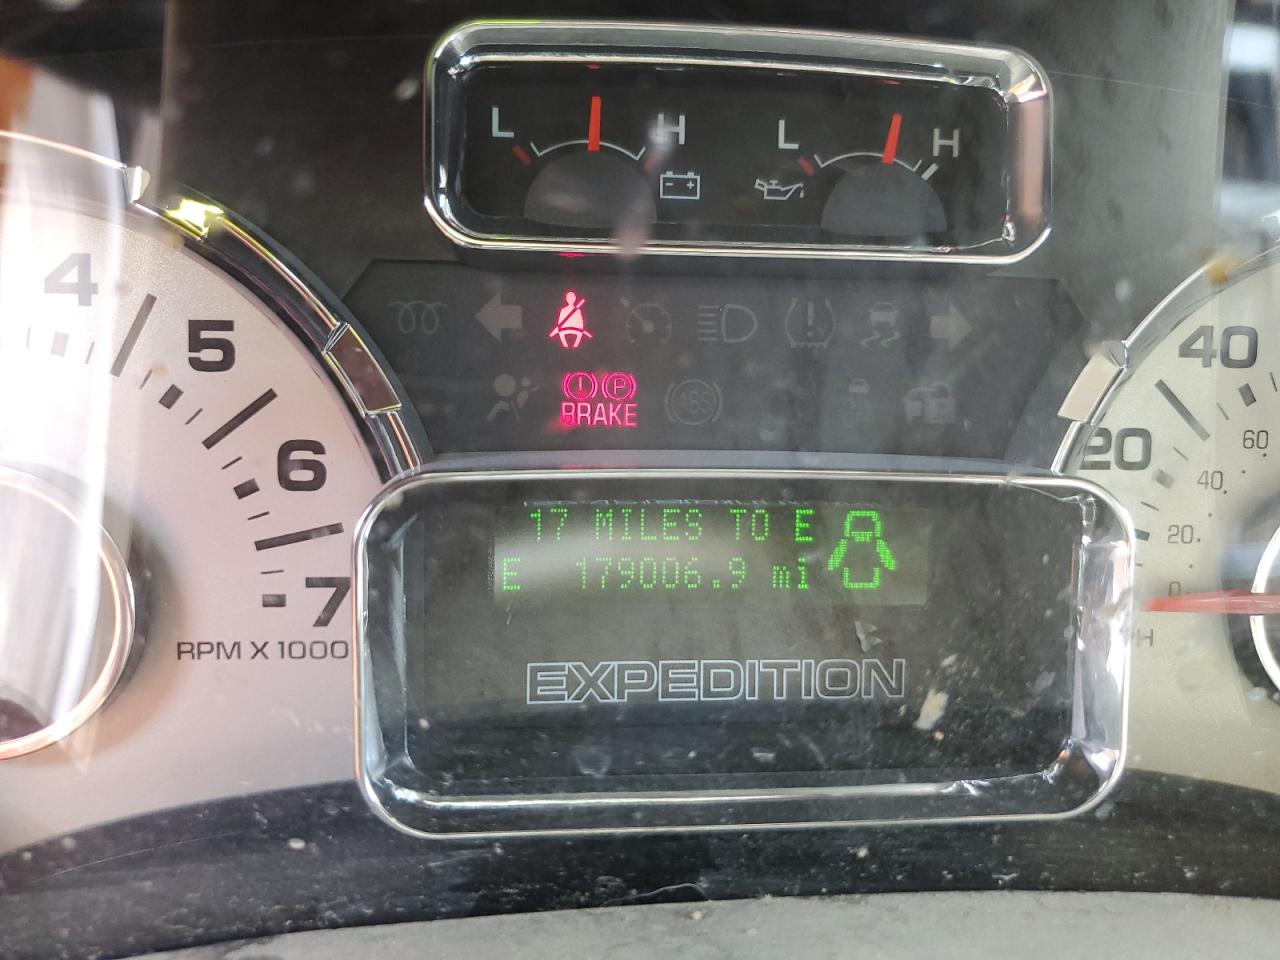 L H
L H
BRAKE
ABS
4
5
6
7
RPM X 1000
40
20
60
40
20
0
17 MILES TO E
E 179006.9 mi
EXPEDITION